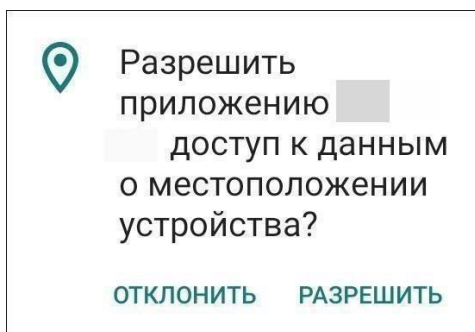 Разрешить
приложению
доступ к данным
о местоположении
устройства?
ОТКЛОНИТЬ РАЗРЕШИТЬ